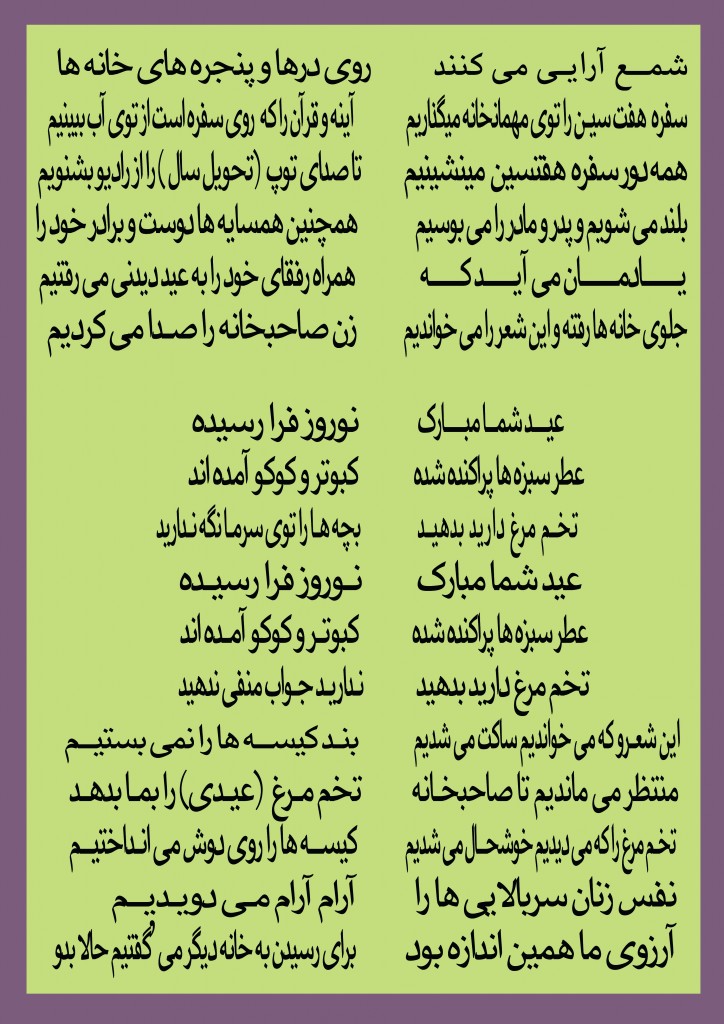 شمع آرایی می کنند روی درها و پنجره های خانه ها
سفره هفت سین را توی مهمانخانه میگذاریم آینه و قرآن را که روی سفره است از توی آب ببینیم
همه دور سفره هفتسین مینشینیم تا صدای توپ (تحویل سال) را از رادیو بشنویم
بلند می شویم و پدر و مادر را می بوسیم همچنین همسایه ها دوست و برادر خود را
یادمان می آید که همراه رفقای خود را به عید دیدنی می رفتیم
جلوی خانه ها رفته و این شعر را می خواندیم زن صاحبخانه را صدا می کردیم
عید شما مبارک نوروز فرا رسیده
عطر سبزه ها پراکنده شده کبوتر و کوکو آمده اند
تخم مرغ دارید بدهید بچه ها را توی سرما نگه ندارید
عید شما مبارک نوروز فرا رسیده
عطر سبزه ها پراکنده شده کبوتر و کوکو آمده اند
تخم مرغ دارید بدهید ندارید جواب منفی ندهید
این شعرو که می خواندیم ساکت می شدیم بند کیسه ها را نمی بستیم
منتظر می ماندیم تا صاحبخانه تخم مرغ (عیدی) را بما بدهد
تخم مرغ را که می دیدیم خوشحال می شدیم کیسه ها را روی دوش می انداختیم
نفس زنان سربالایی ها را آرام آرام می دویدیم
آرزوی ما همین اندازه بود برای رسیدن به خانه دیگر می گفتیم حالا بدو